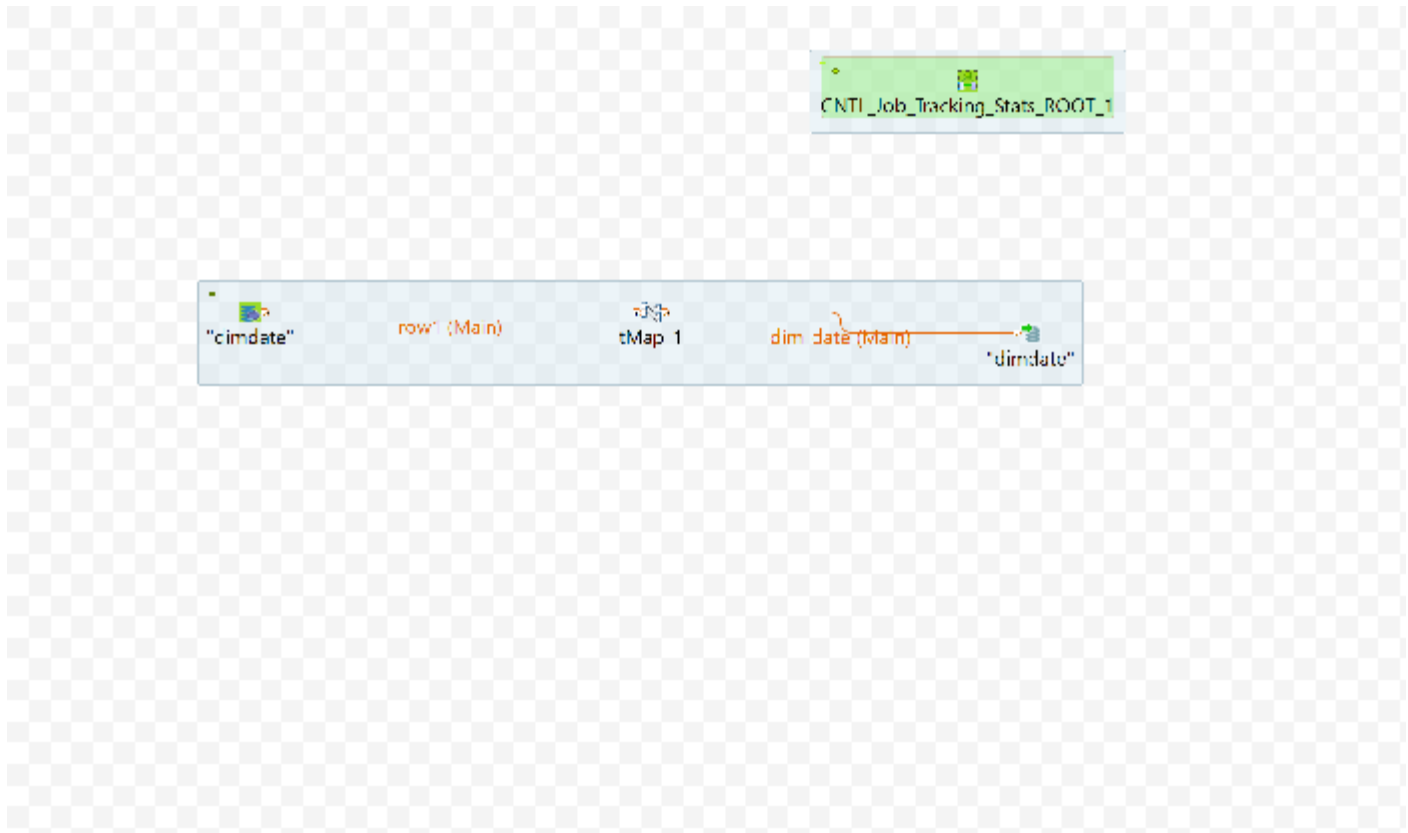 CNTL_Job_Tracking_Stats_ROOT_1
"dimdate"
row1 (Main)
tMap_1
dim_date (Main)
"dimdate"